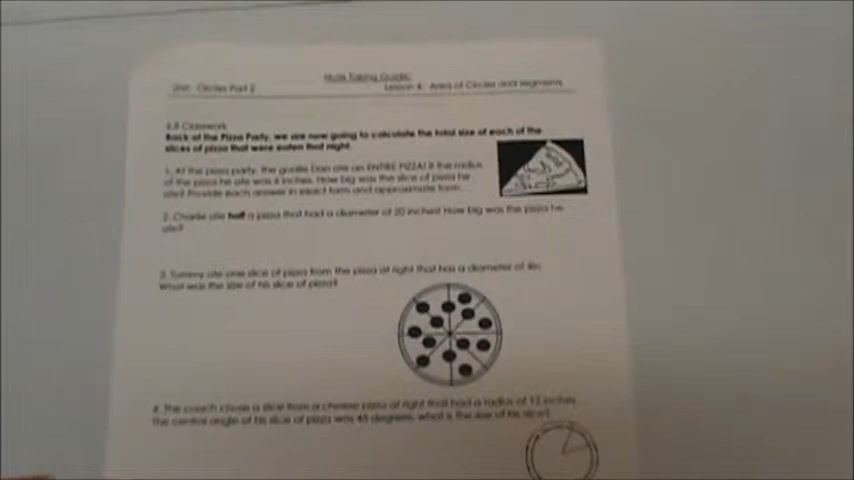 Note Taking Guide:
Unit: Circles Part 2 Lesson 4: Area of Circles and Segments
Classwork
Back at the Pizza Party, we are now going to calculate the total size of each of the
slices of pizza that were eaten that night.
1. At the pizza party, the goalie Dan ate an ENTIRE PIZZA! If the radius
of the pizza he ate was 6 inches. How big was the slice of pizza he
ate? Provide each answer in exact form and approximate form.
2. Charlie ate half a pizza that had a diameter of 20 inches! How big was the pizza he
ate?
3. Tummy ate one slice of pizza from the pizza at right that has a diameter of
What was the size of his slice of pizza?
4. The coach chose a slice from a cheese pizza at right that had a radius of 12 inches.
The central angle of his slice of pizza was 45 degrees, what is the size of his slice?